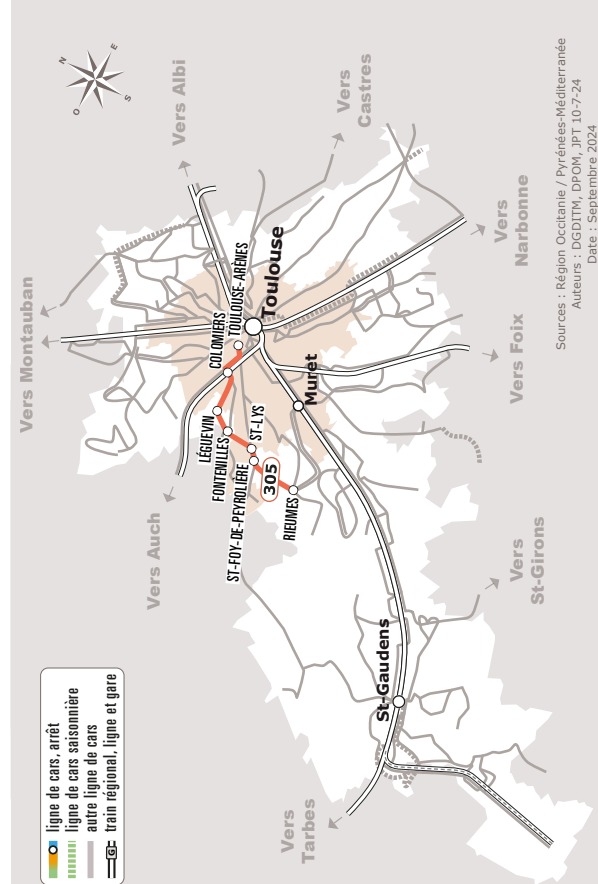 ligne de cars, arrêt
ligne de cars saisonnière
autre ligne de cars
G
train régional, ligne et gare
N
E
S
O
Vers Montauban
Vers Albi
Vers
Castres
Vers Auch
Vers
Narbonne
Vers Foix
Vers
St-Girons
Vers
Tarbes
TOULOUSE-ARÈNES
Toulouse
COLOMIERS
LÉGUEVIN
FONTENILLES
ST-LYS
ST-FOY-DE-PEYROLIÈRE
305
RIEUMES
Muret
St-Gaudens
Sources : Région Occitanie / Pyrénées-Méditerranée
Auteurs : DGDITM, DPOM, JPT 10-7-24
Date : Septembre 2024